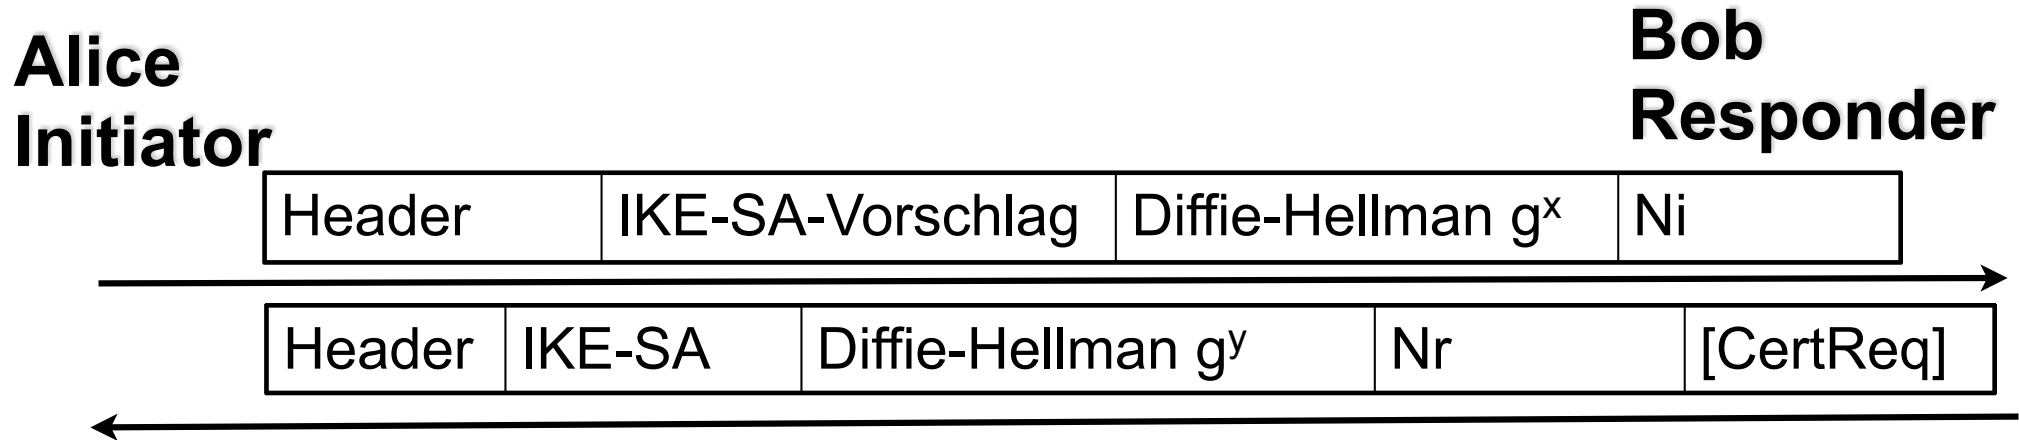 Alice
Initiator
Bob
Responder
Header IKE-SA-Vorschlag Diffie-Hellman gˣ Ni
Header IKE-SA Diffie-Hellman gʸ Nr [CertReq]